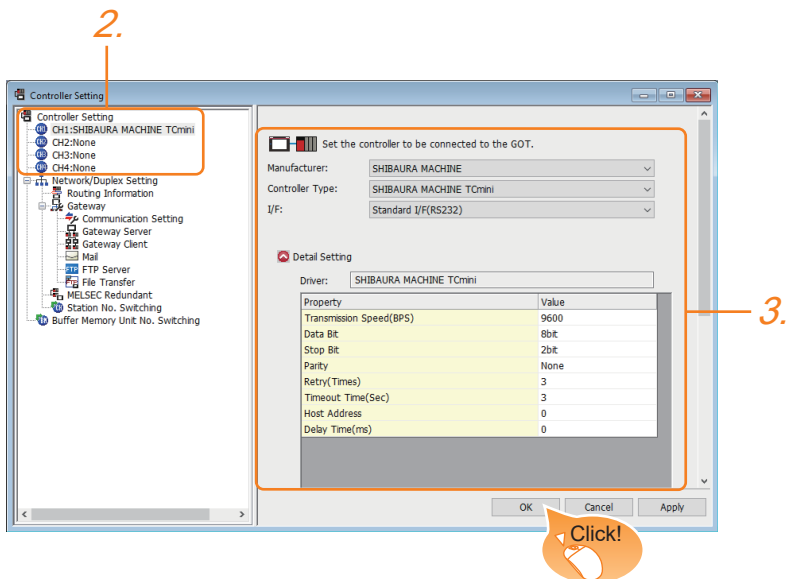 2.
Controller Setting
Controller Setting
CH1:SHIBAURA MACHINE TCmini
CH2:None
CH3:None
CH4:None
Network/Duplex Setting
Routing Information
Gateway
Communication Setting
Gateway Server
Gateway Client
Mail
FTP Server
File Transfer
MELSEC Redundant
Station No. Switching
Buffer Memory Unit No. Switching
Set the controller to be connected to the GOT.
Manufacturer: SHIBAURA MACHINE
Controller Type: SHIBAURA MACHINE TCmini
I/F: Standard I/F(RS232)
Detail Setting
Driver: SHIBAURA MACHINE TCmini
Property Value
Transmission Speed(BPS) 9600
Data Bit 8bit
Stop Bit 2bit
Parity None
Retry(Times) 3
Timeout Time(Sec) 3
Host Address 0
Delay Time(ms) 0
3.
OK Cancel Apply
Click!